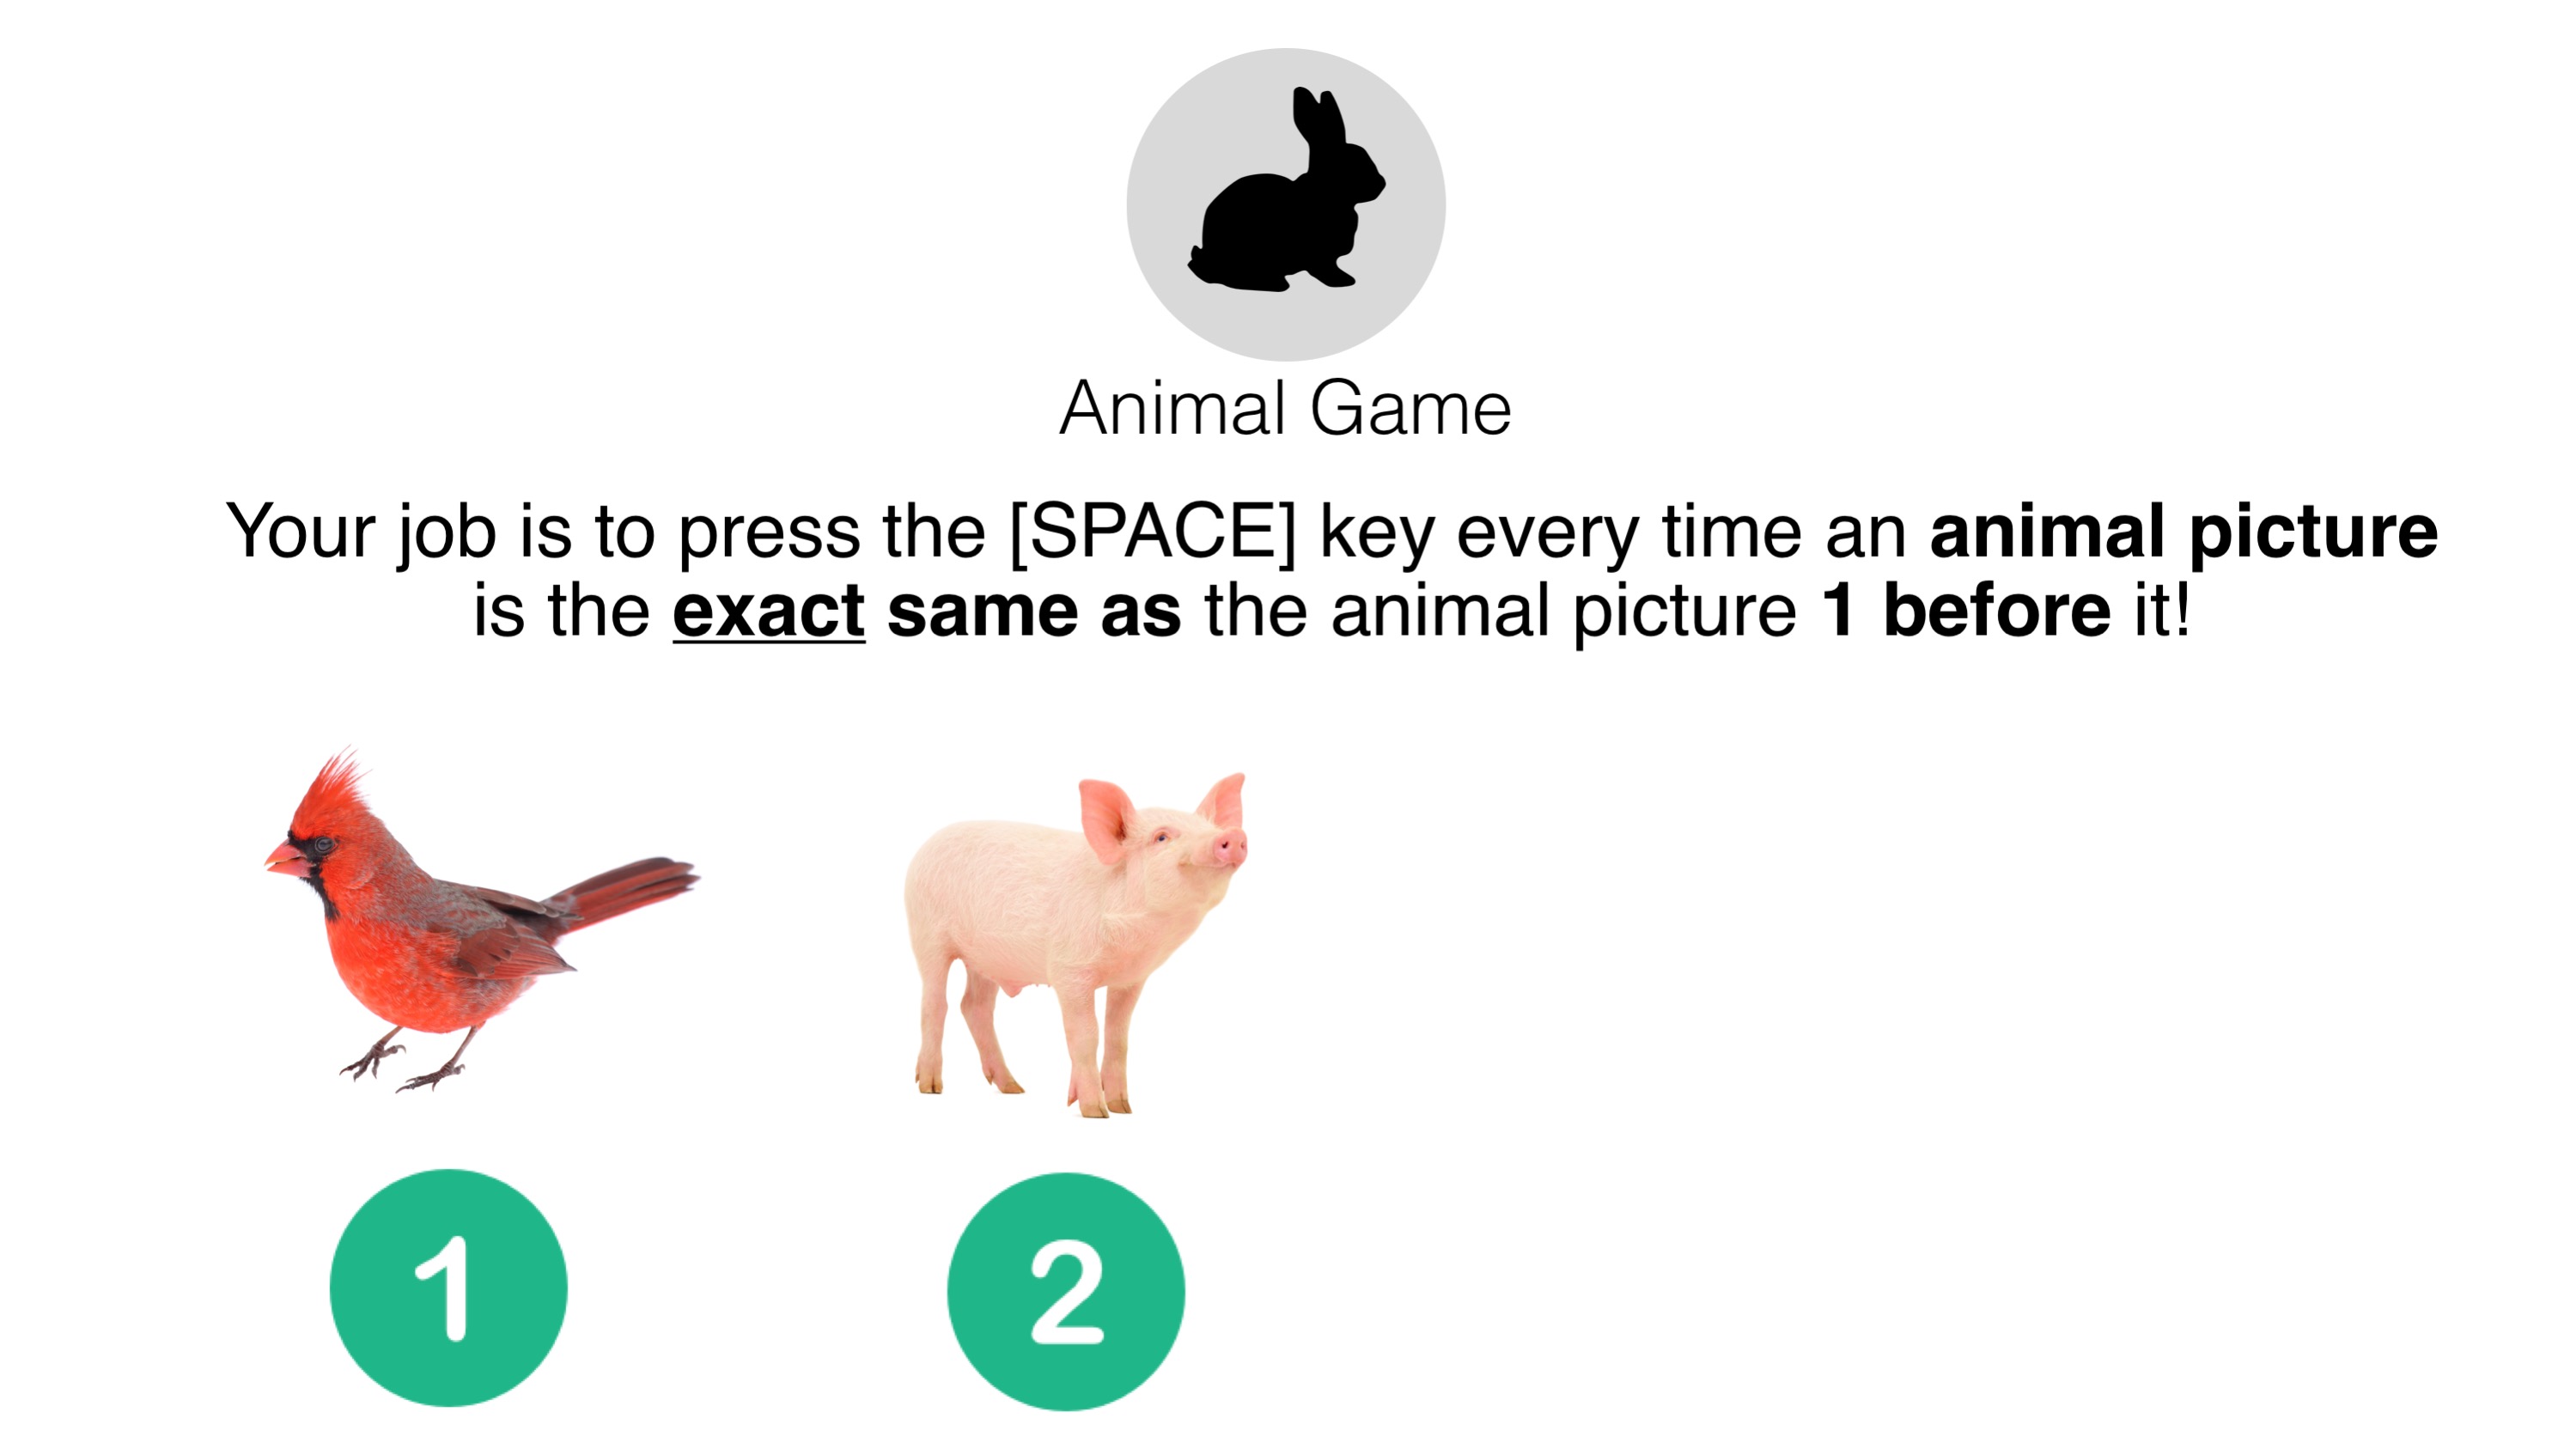 Animal Game
Your job is to press the [SPACE] key every time an animal picture
is the exact same as the animal picture 1 before it!
1 2